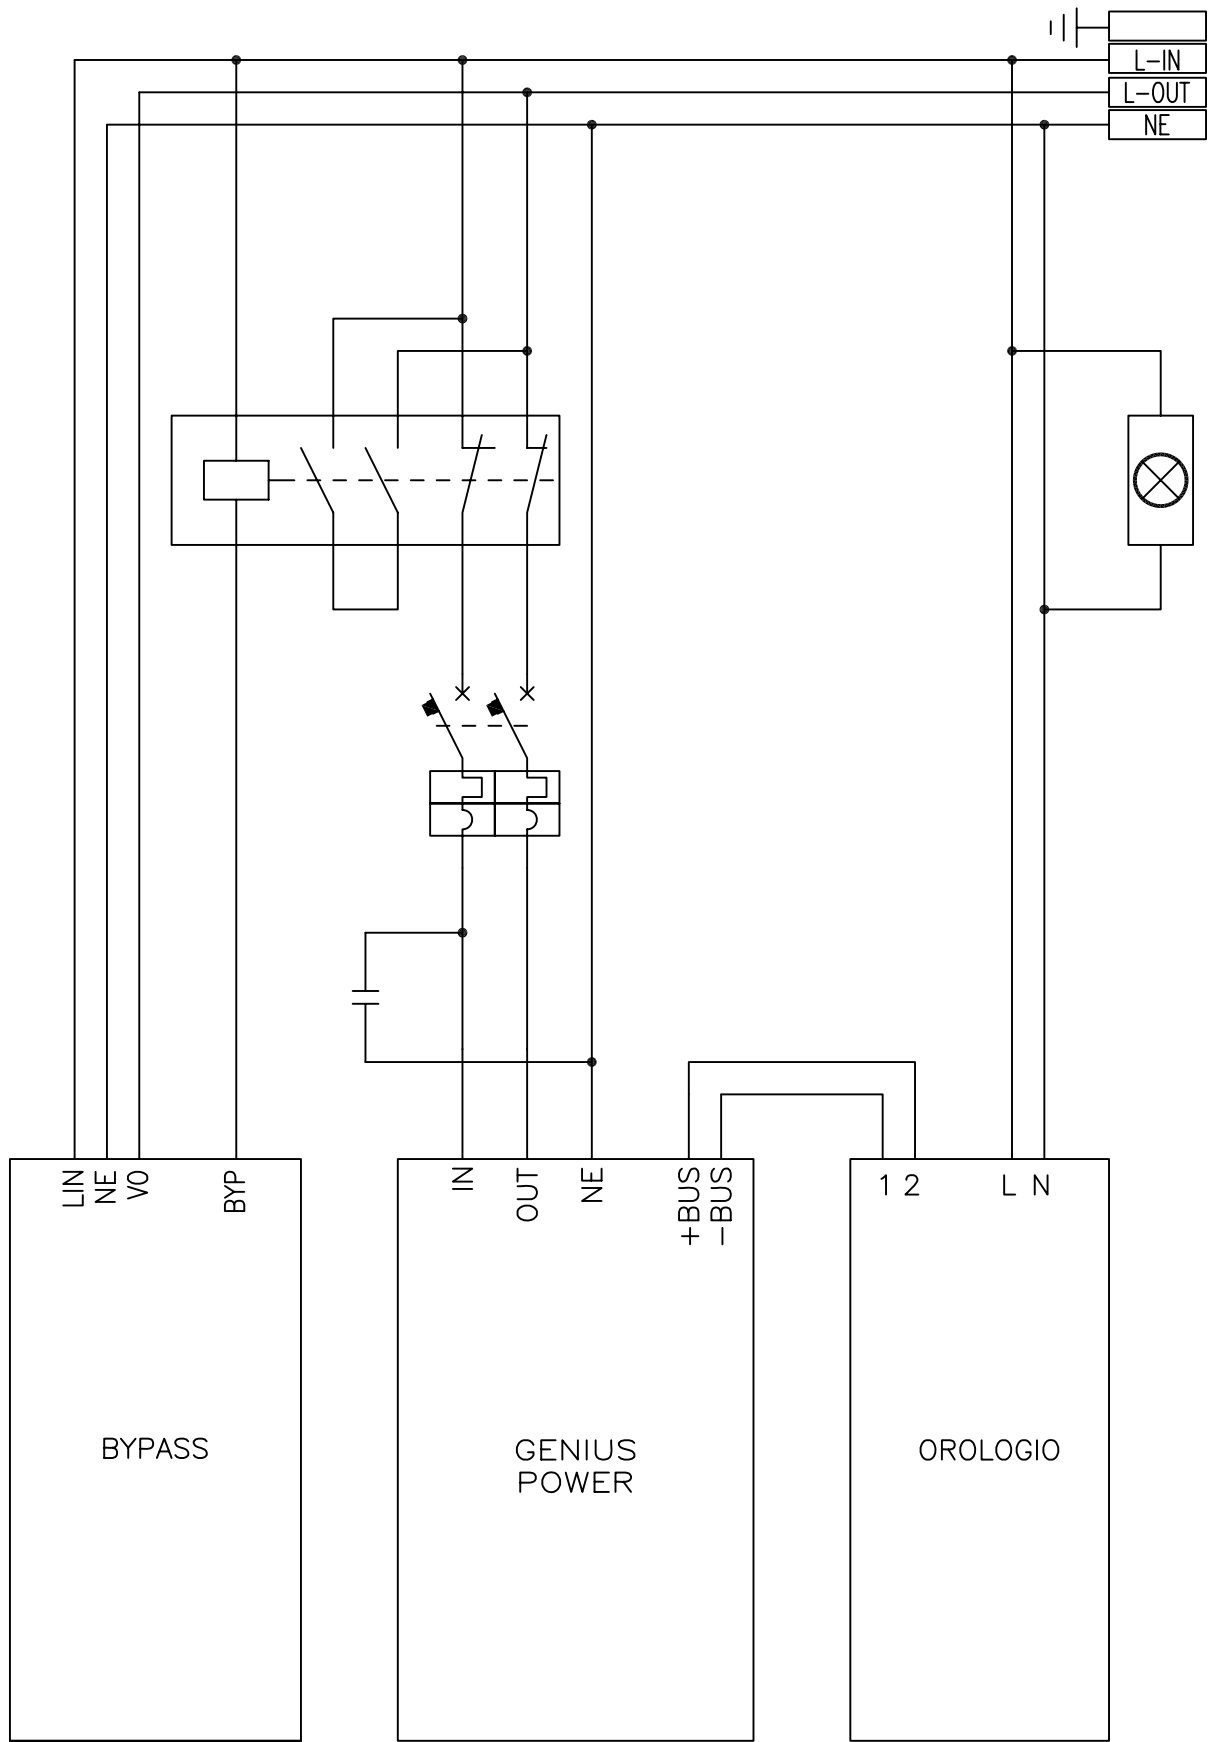 L-IN
L-OUT
NE
LIN
NE
VO
BYP
IN
OUT
NE
+BUS
-BUS
1 2
L N
BYPASS
GENIUS
POWER
OROLOGIO